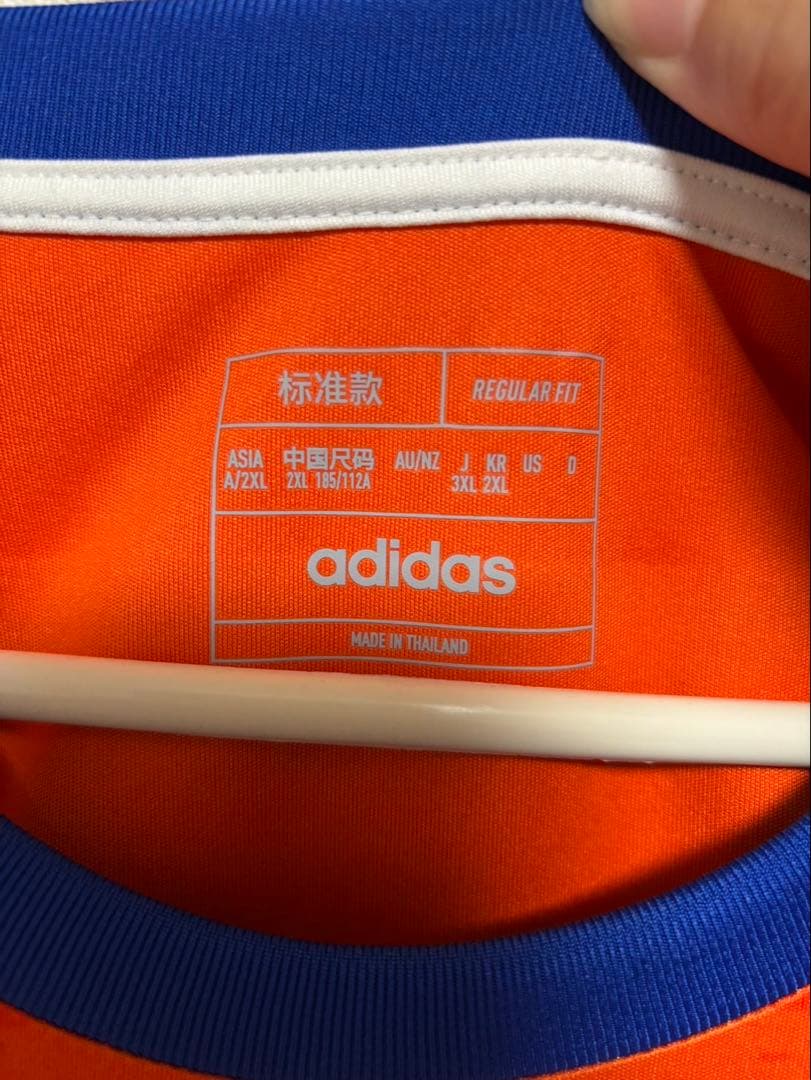 标准款 REGULAR FIT
ASIA 中国尺码 AU/NZ J KR US D
A/2XL 2XL 185/112A 3XL 2XL
adidas
MADE IN THAILAND